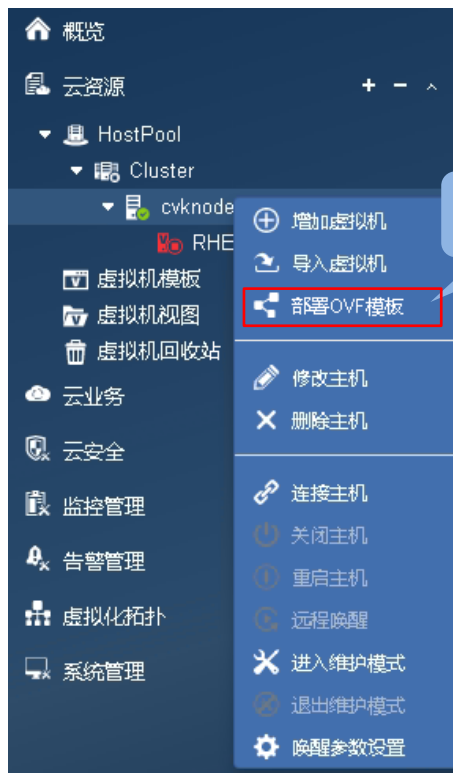 概览
云资源
HostPool
Cluster
cvknode
RHE
虚拟机模板
虚拟机视图
虚拟机回收站
云业务
云安全
监控管理
告警管理
虚拟化拓扑
系统管理
增加虚拟机
导入虚拟机
部署OVF模板
修改主机
删除主机
连接主机
关闭主机
重启主机
远程唤醒
进入维护模式
退出维护模式
唤醒参数设置